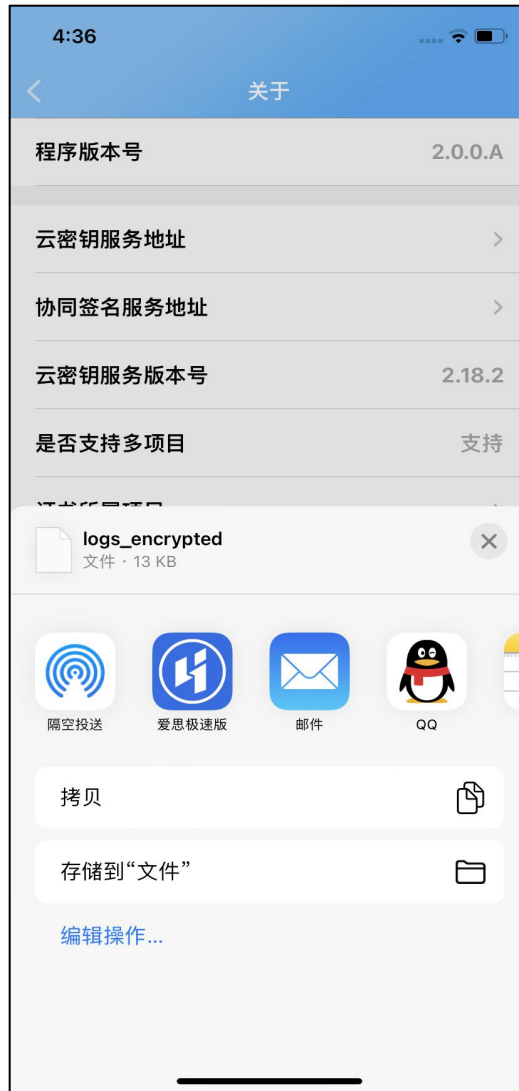 4:36
关于
程序版本号 2.0.0.A
云密钥服务地址
协同签名服务地址
云密钥服务版本号 2.18.2
是否支持多项目 支持
logs_encrypted
文件 · 13 KB
隔空投送 爱思极速版 邮件 QQ
拷贝
存储到“文件”
编辑操作...